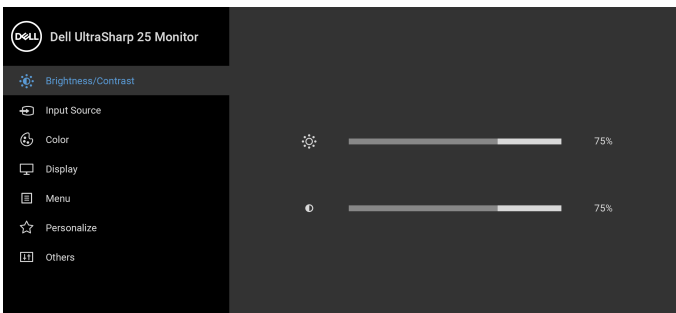 DELL
Dell UltraSharp 25 Monitor
Brightness/Contrast
Input Source
Color
Display
Menu
Personalize
Others
75%
75%